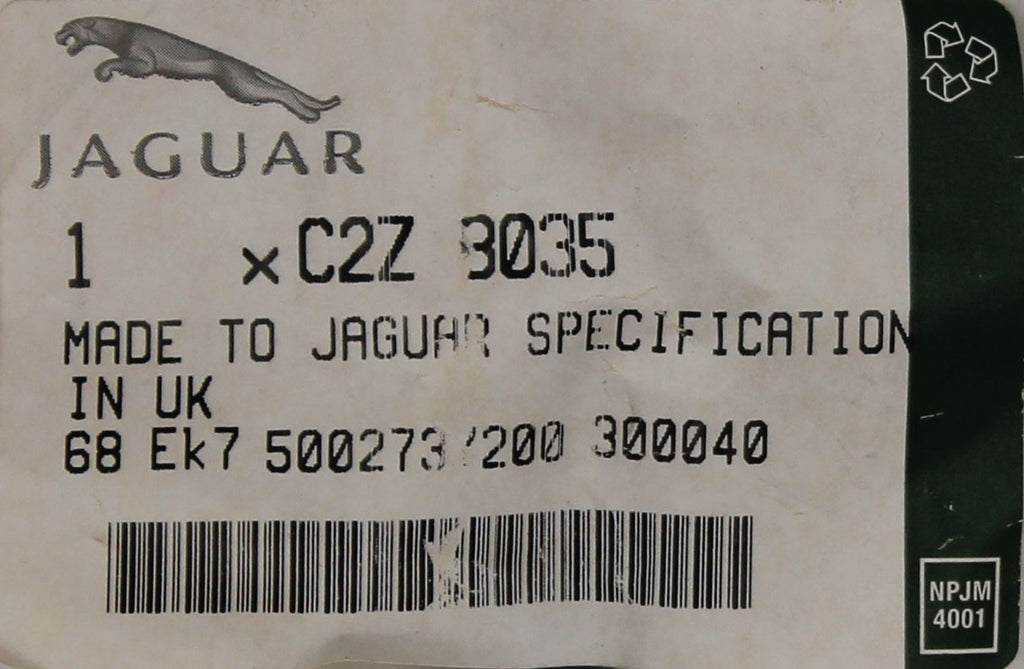 JAGUAR
1 x C2Z 3035
MADE TO JAGUAR SPECIFICATION
IN UK
68 Ek7 500273 /200 300040
NPJM
4001